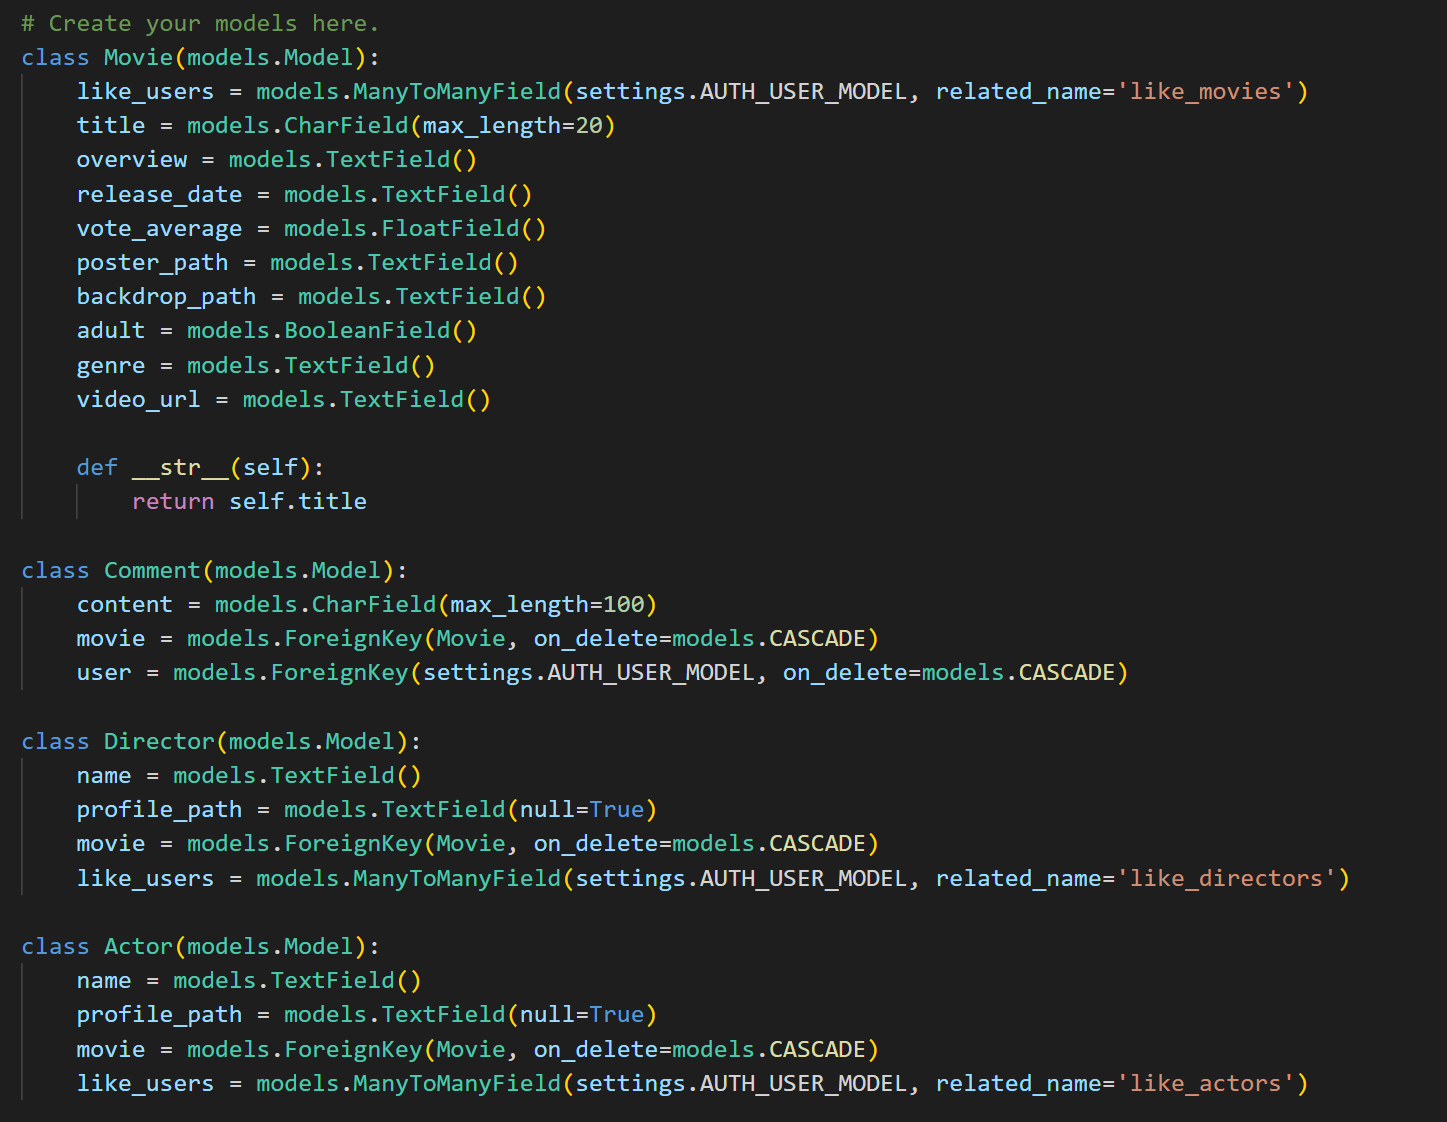 # Create your models here.
class Movie(models.Model):
    like_users = models.ManyToManyField(settings.AUTH_USER_MODEL, related_name='like_movies')
    title = models.CharField(max_length=20)
    overview = models.TextField()
    release_date = models.TextField()
    vote_average = models.FloatField()
    poster_path = models.TextField()
    backdrop_path = models.TextField()
    adult = models.BooleanField()
    genre = models.TextField()
    video_url = models.TextField()

    def __str__(self):
        return self.title

class Comment(models.Model):
    content = models.CharField(max_length=100)
    movie = models.ForeignKey(Movie, on_delete=models.CASCADE)
    user = models.ForeignKey(settings.AUTH_USER_MODEL, on_delete=models.CASCADE)

class Director(models.Model):
    name = models.TextField()
    profile_path = models.TextField(null=True)
    movie = models.ForeignKey(Movie, on_delete=models.CASCADE)
    like_users = models.ManyToManyField(settings.AUTH_USER_MODEL, related_name='like_directors')

class Actor(models.Model):
    name = models.TextField()
    profile_path = models.TextField(null=True)
    movie = models.ForeignKey(Movie, on_delete=models.CASCADE)
    like_users = models.ManyToManyField(settings.AUTH_USER_MODEL, related_name='like_actors')